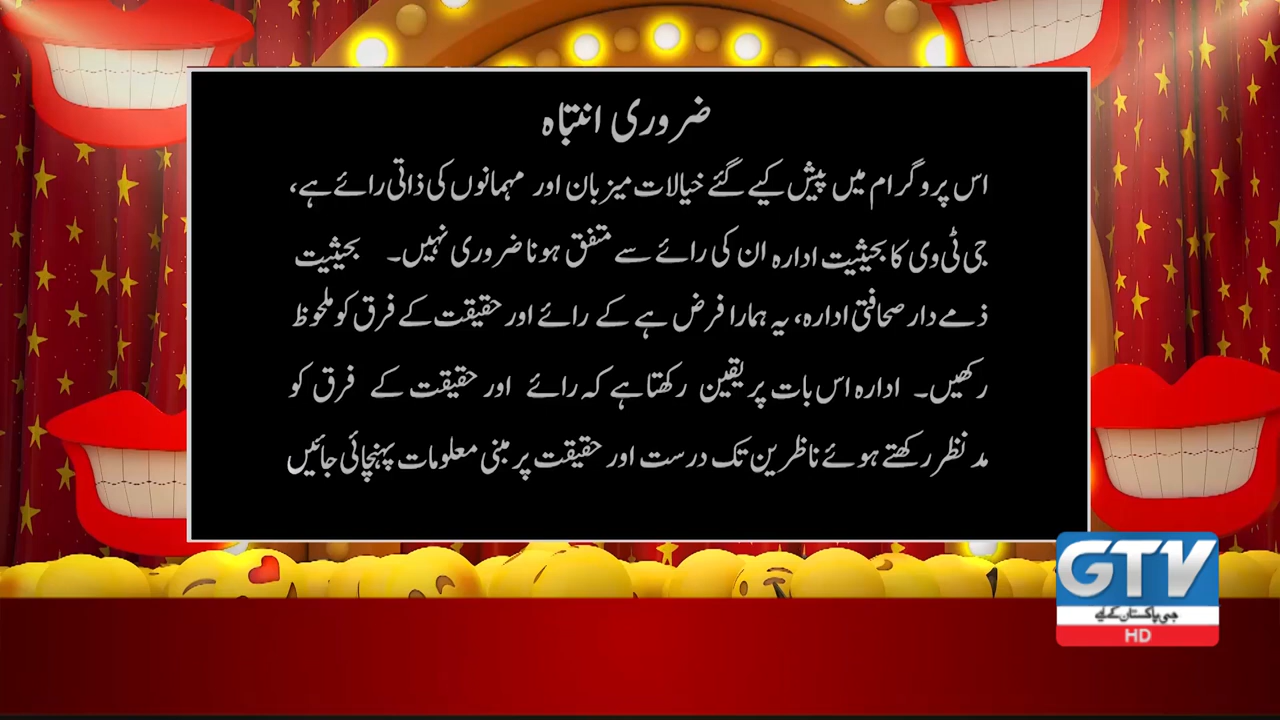 ضروری انتباہ
اس پروگرام میں پیش کیے گئے خیالات میزبان اور مہمانوں کی ذاتی رائے ہے،
جی ٹی وی کا بحیثیت ادارہ ان کی رائے سے متفق ہونا ضروری نہیں۔ بحیثیت
ذمے دار صحافتی ادارہ، یہ ہمارا فرض ہے کے رائے اور حقیقت کے فرق کو ملحوظ
رکھیں۔ ادارہ اس بات پر یقین رکھتا ہے کہ رائے اور حقیقت کے فرق کو
مد نظر رکھتے ہوئے ناظرین تک درست اور حقیقت پر مبنی معلومات پہنچائی جائیں
GTV
جی پاکستان کے لیے
HD